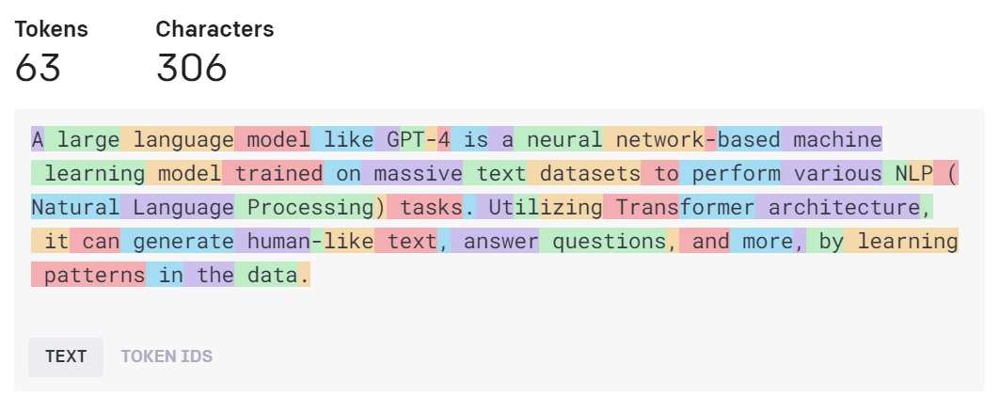 Tokens Characters
63 306
A large language model like GPT-4 is a neural network-based machine
learning model trained on massive text datasets to perform various NLP (
Natural Language Processing) tasks. Utilizing Transformer architecture,
it can generate human-like text, answer questions, and more, by learning
patterns in the data.
TEXT TOKEN IDS